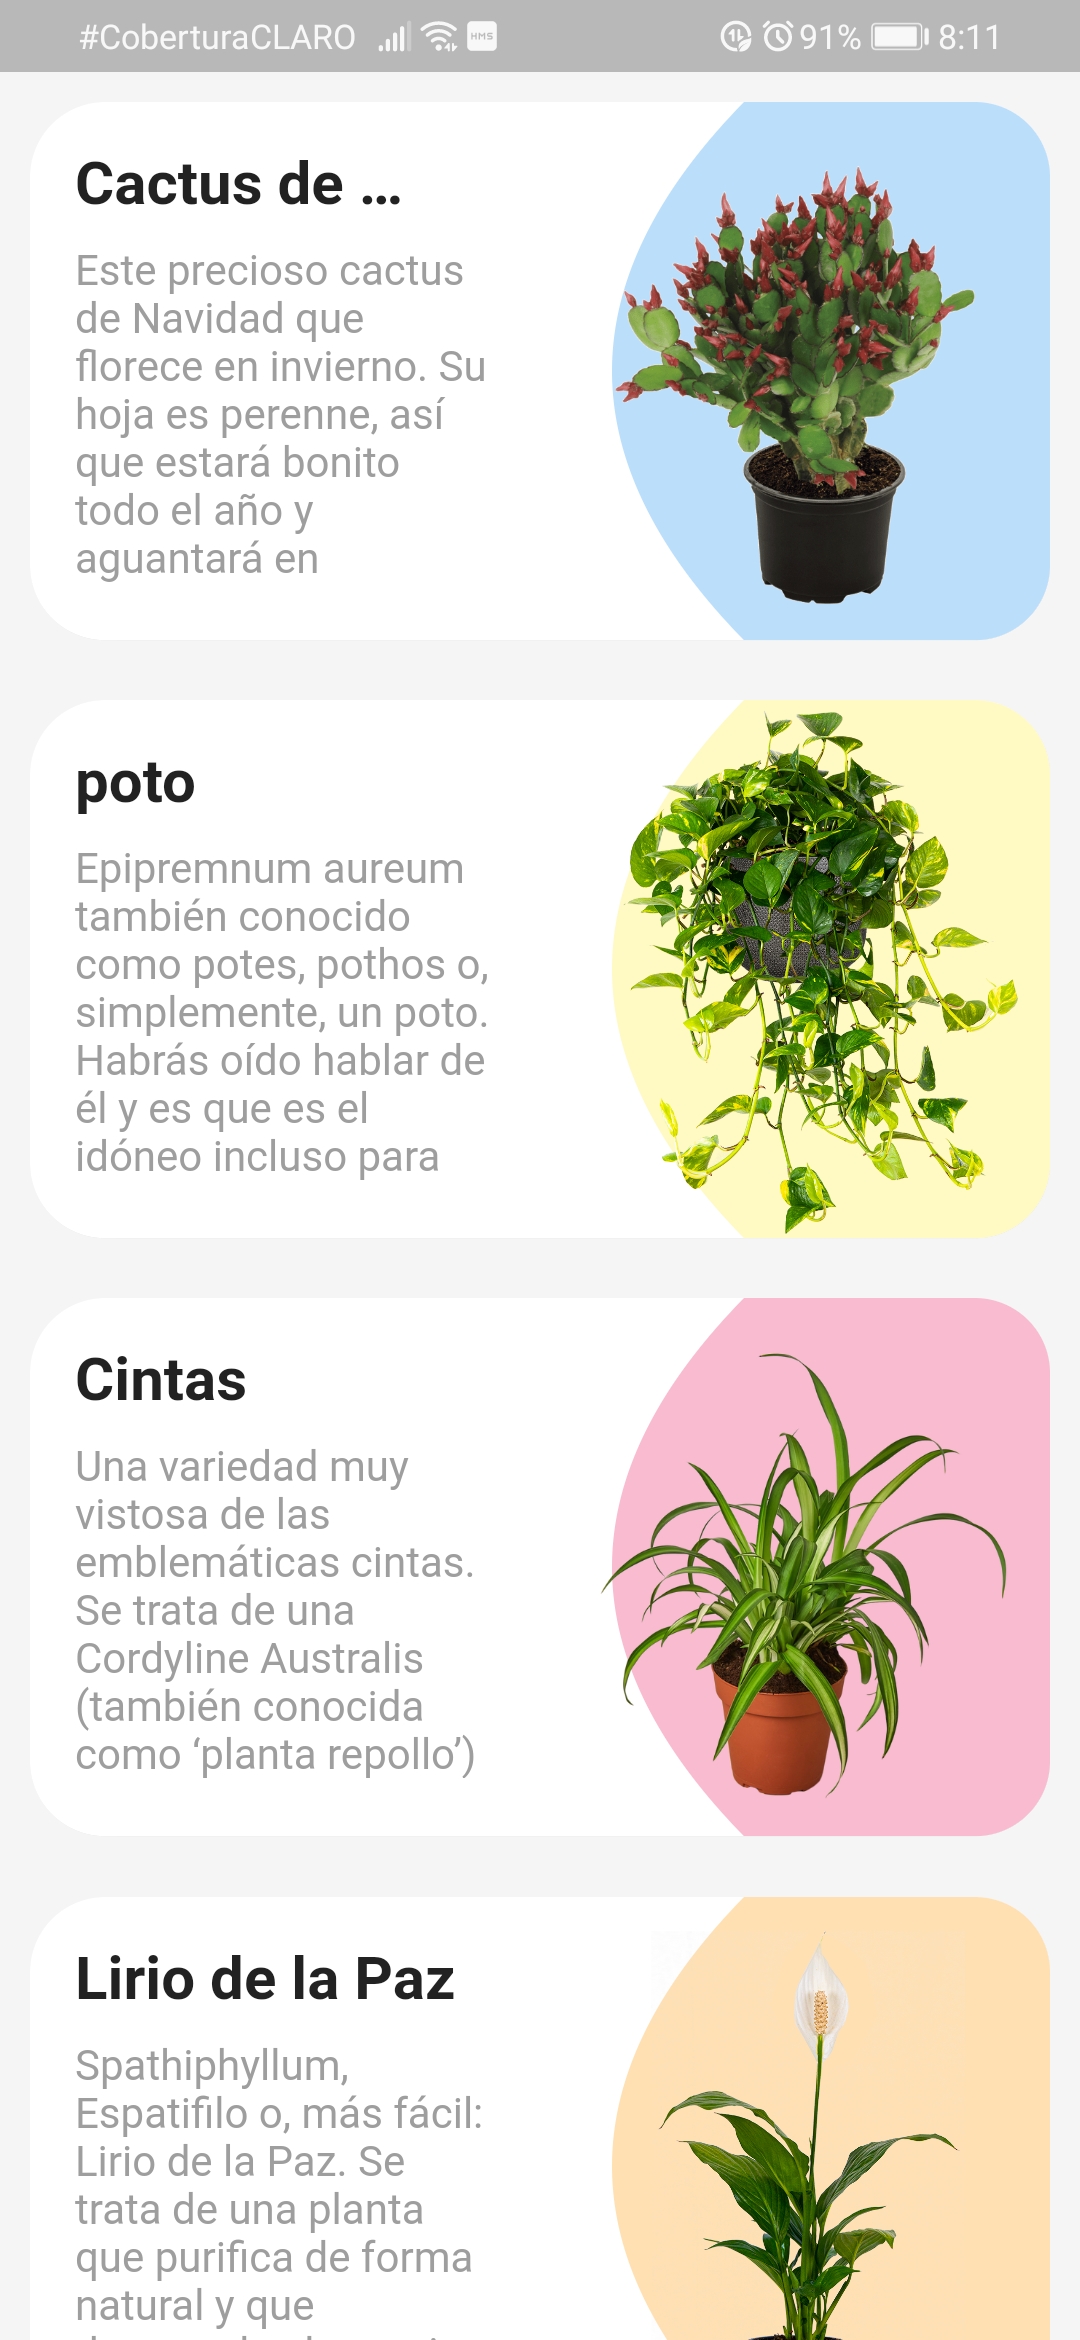 #CoberturaCLARO HMS 91% 8:11
Cactus de ...
Este precioso cactus
de Navidad que
florece en invierno. Su
hoja es perenne, así
que estará bonito
todo el año y
aguantará en
poto
Epipremnum aureum
también conocido
como potes, pothos o,
simplemente, un poto.
Habrás oído hablar de
él y es que es el
idóneo incluso para
Cintas
Una variedad muy
vistosa de las
emblemáticas cintas.
Se trata de una
Cordyline Australis
(también conocida
como ‘planta repollo’)
Lirio de la Paz
Spathiphyllum,
Espatifilo o, más fácil:
Lirio de la Paz. Se
trata de una planta
que purifica de forma
natural y que